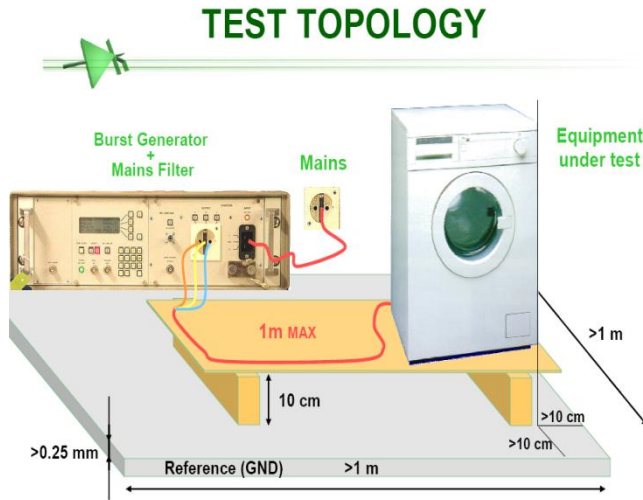 TEST TOPOLOGY
Burst Generator
+
Mains Filter
Mains
Equipment
under test
1m MAX
>1 m
10 cm
>10 cm
>10 cm
>0.25 mm
Reference (GND)
>1 m